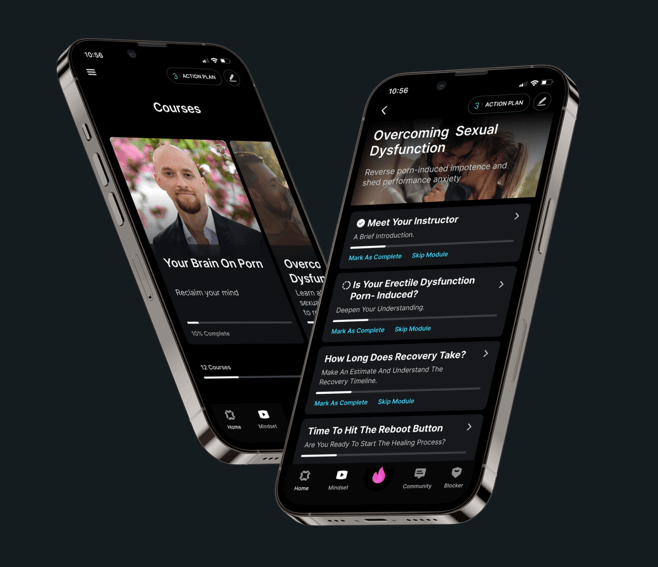 10:56
3 ACTION PLAN
Courses
Your Brain On Porn
Reclaim your mind
10% Complete
Overco
Learn
sexual
to re
12 Courses
Home
Mindset
10:56
3 ACTION PLAN
Overcoming Sexual
Dysfunction
Reverse porn-induced impotence and
shed performance anxiety
Meet Your Instructor
A Brief Introduction.
Mark As Complete Skip Module
Is Your Erectile Dysfunction
Porn- Induced?
Deepen Your Understanding.
Mark As Complete Skip Module
How Long Does Recovery Take?
Make An Estimate And Understand The
Recovery Timeline.
Mark As Complete Skip Module
Time To Hit The Reboot Button
Are You Ready To Start The Healing Process?
Home
Mindset
Community
Blocker